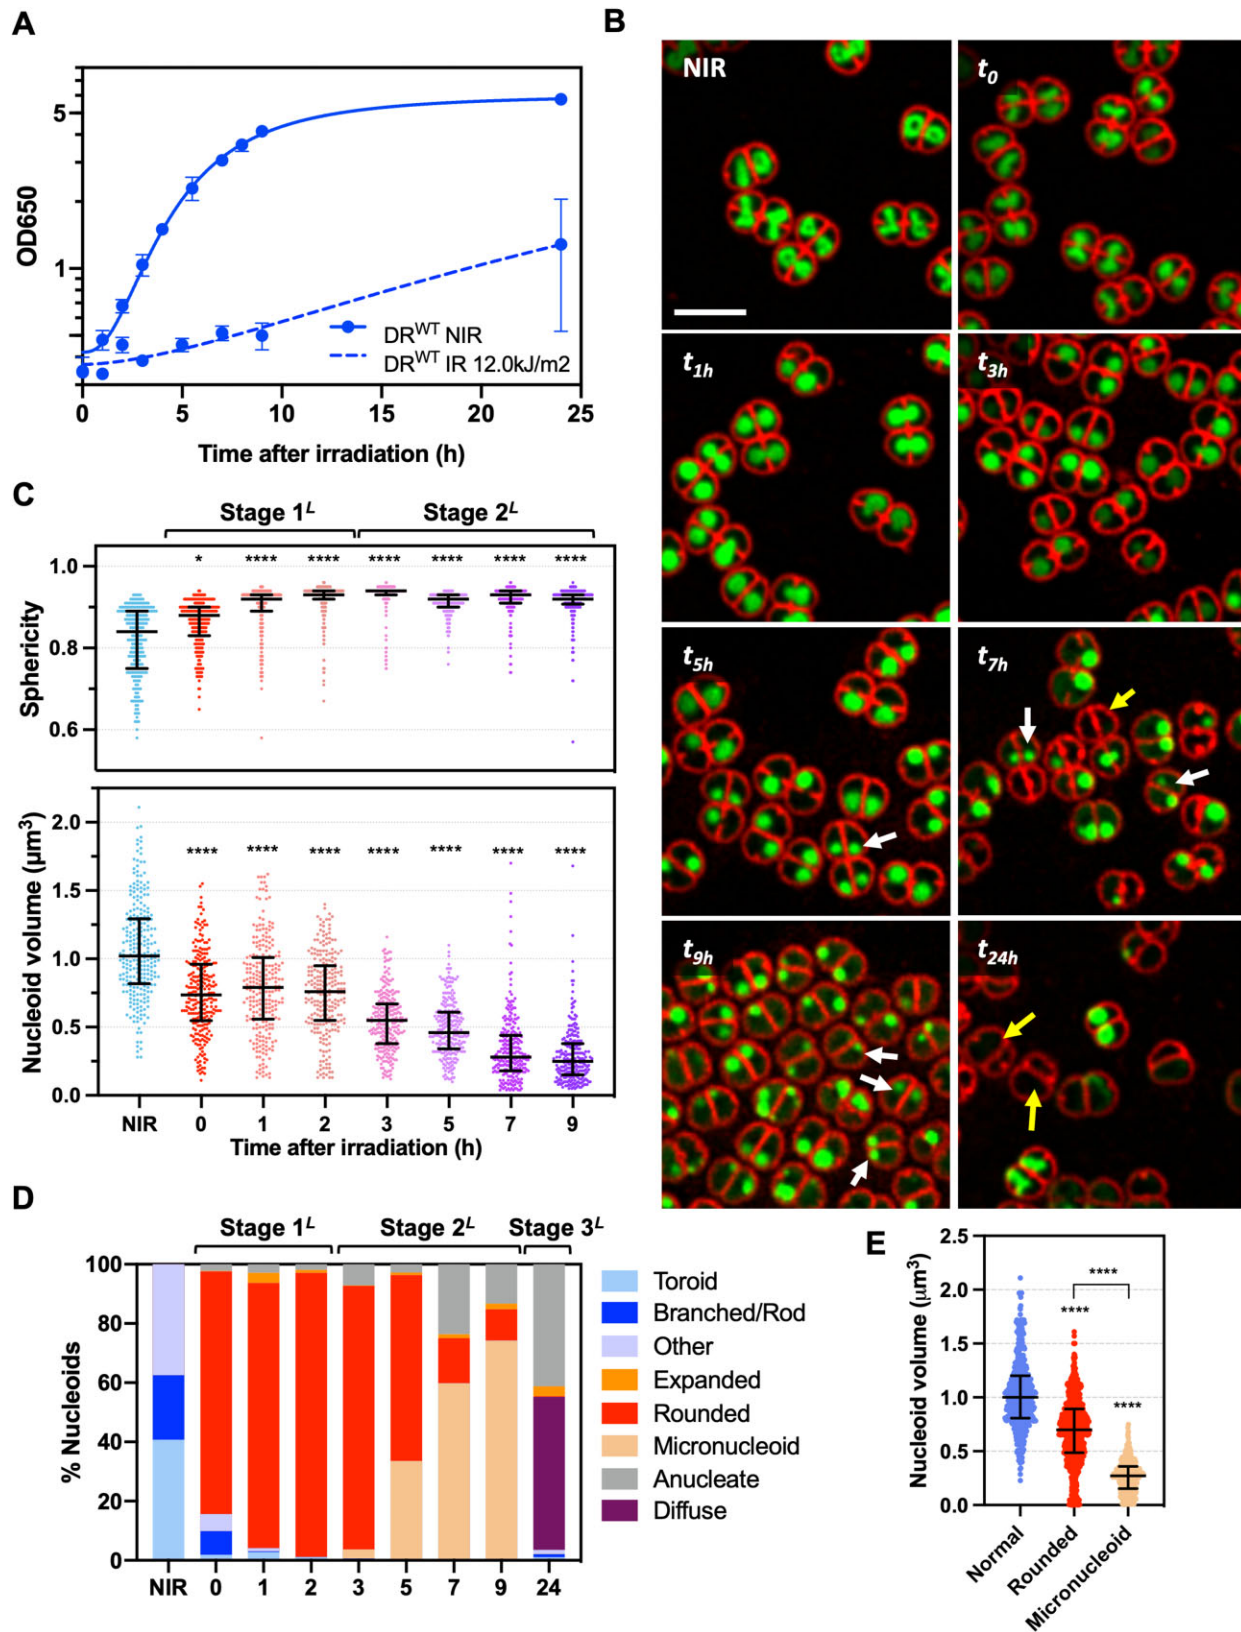 A
5
1
OD650
0
5
10
15
20
25
Time after irradiation (h)
DR^WT NIR
DR^WT IR 12.0kJ/m2
B
NIR
t0
t1h
t3h
t5h
t7h
t9h
t24h
C
Stage 1^L
Stage 2^L
* **** **** **** **** **** ****
1.0
0.8
0.6
Sphericity
**** **** **** **** **** **** ****
2.0
1.5
1.0
0.5
0.0
Nucleoid volume (µm³)
NIR 0 1 2 3 5 7 9
Time after irradiation (h)
D
Stage 1^L
Stage 2^L
Stage 3^L
100
80
60
40
20
0
% Nucleoids
NIR 0 1 2 3 5 7 9 24
Toroid
Branched/Rod
Other
Expanded
Rounded
Micronucleoid
Anucleate
Diffuse
E
2.5
2.0
1.5
1.0
0.5
0.0
Nucleoid volume (µm³)
****
****
****
Normal
Rounded
Micronucleoid